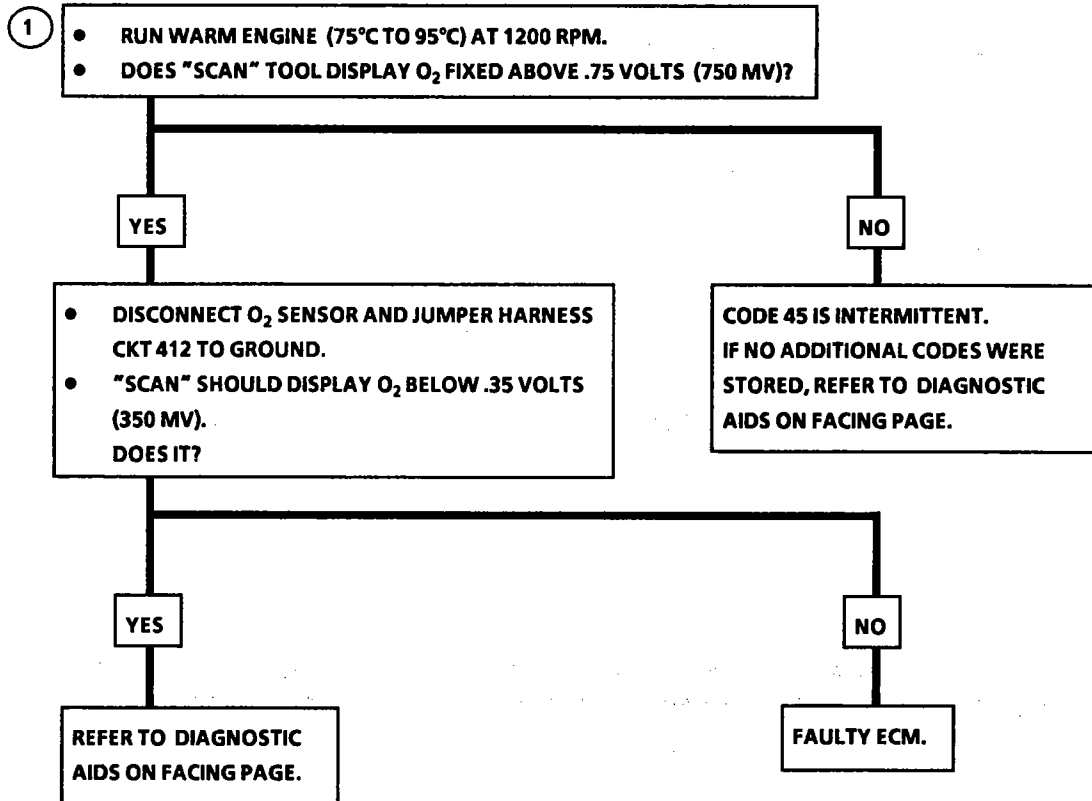 1
• RUN WARM ENGINE (75°C TO 95°C) AT 1200 RPM.
• DOES "SCAN" TOOL DISPLAY O₂ FIXED ABOVE .75 VOLTS (750 MV)?
YES
NO
• DISCONNECT O₂ SENSOR AND JUMPER HARNESS
CKT 412 TO GROUND.
• "SCAN" SHOULD DISPLAY O₂ BELOW .35 VOLTS
(350 MV).
DOES IT?
CODE 45 IS INTERMITTENT.
IF NO ADDITIONAL CODES WERE
STORED, REFER TO DIAGNOSTIC
AIDS ON FACING PAGE.
YES
NO
REFER TO DIAGNOSTIC
AIDS ON FACING PAGE.
FAULTY ECM.